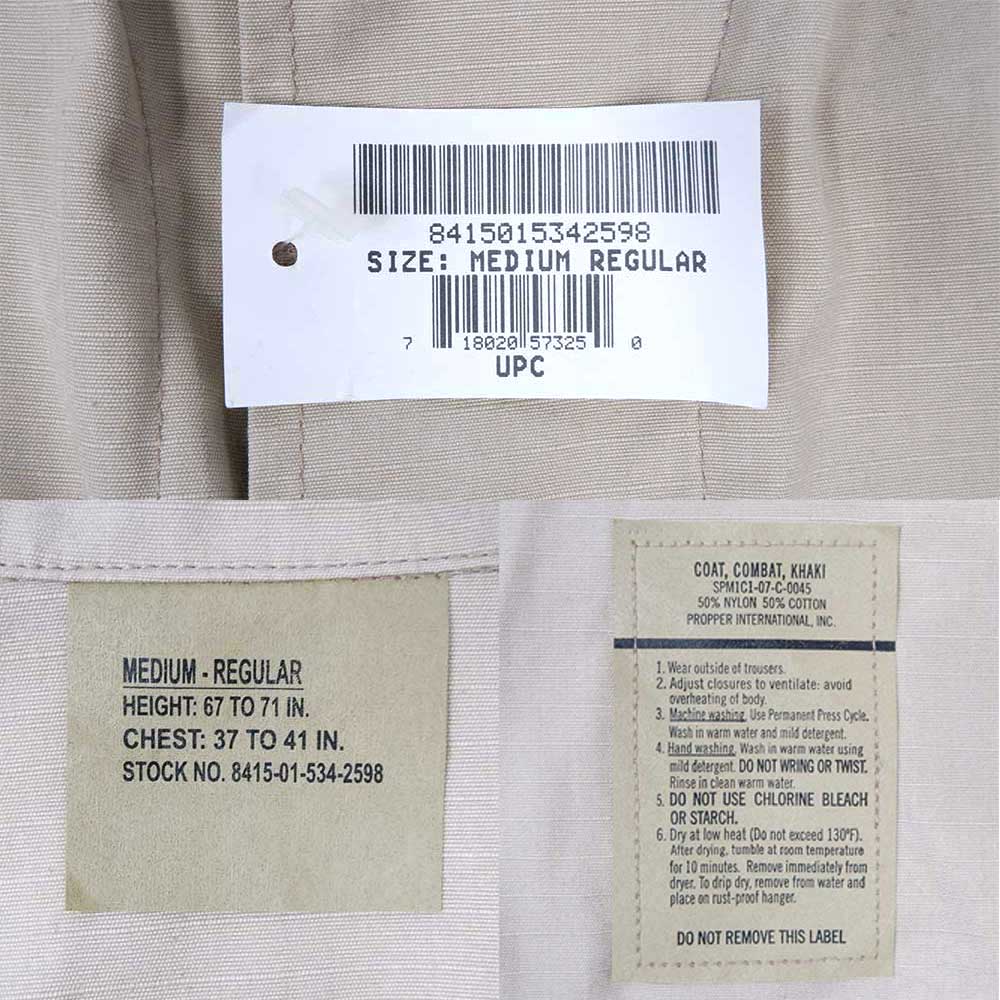 8415015342598
SIZE: MEDIUM REGULAR
7 18020 57325 0
UPC
MEDIUM - REGULAR
HEIGHT: 67 TO 71 IN.
CHEST: 37 TO 41 IN.
STOCK NO. 8415-01-534-2598
COAT, COMBAT, KHAKI
SPM1C1-07-C-0045
50% NYLON 50% COTTON
PROPPER INTERNATIONAL, INC.
1. Wear outside of trousers.
2. Adjust closures to ventilate: avoid
overheating of body.
3. Machine washing. Use Permanent Press Cycle.
Wash in warm water and mild detergent.
4. Hand washing. Wash in warm water using
mild detergent. DO NOT WRING OR TWIST.
Rinse in clean warm water.
5. DO NOT USE CHLORINE BLEACH
OR STARCH.
6. Dry at low heat (Do not exceed 130°F).
After drying, tumble at room temperature
for 10 minutes. Remove immediately from
dryer. To drip dry, remove from water and
place on rust-proof hanger.
DO NOT REMOVE THIS LABEL